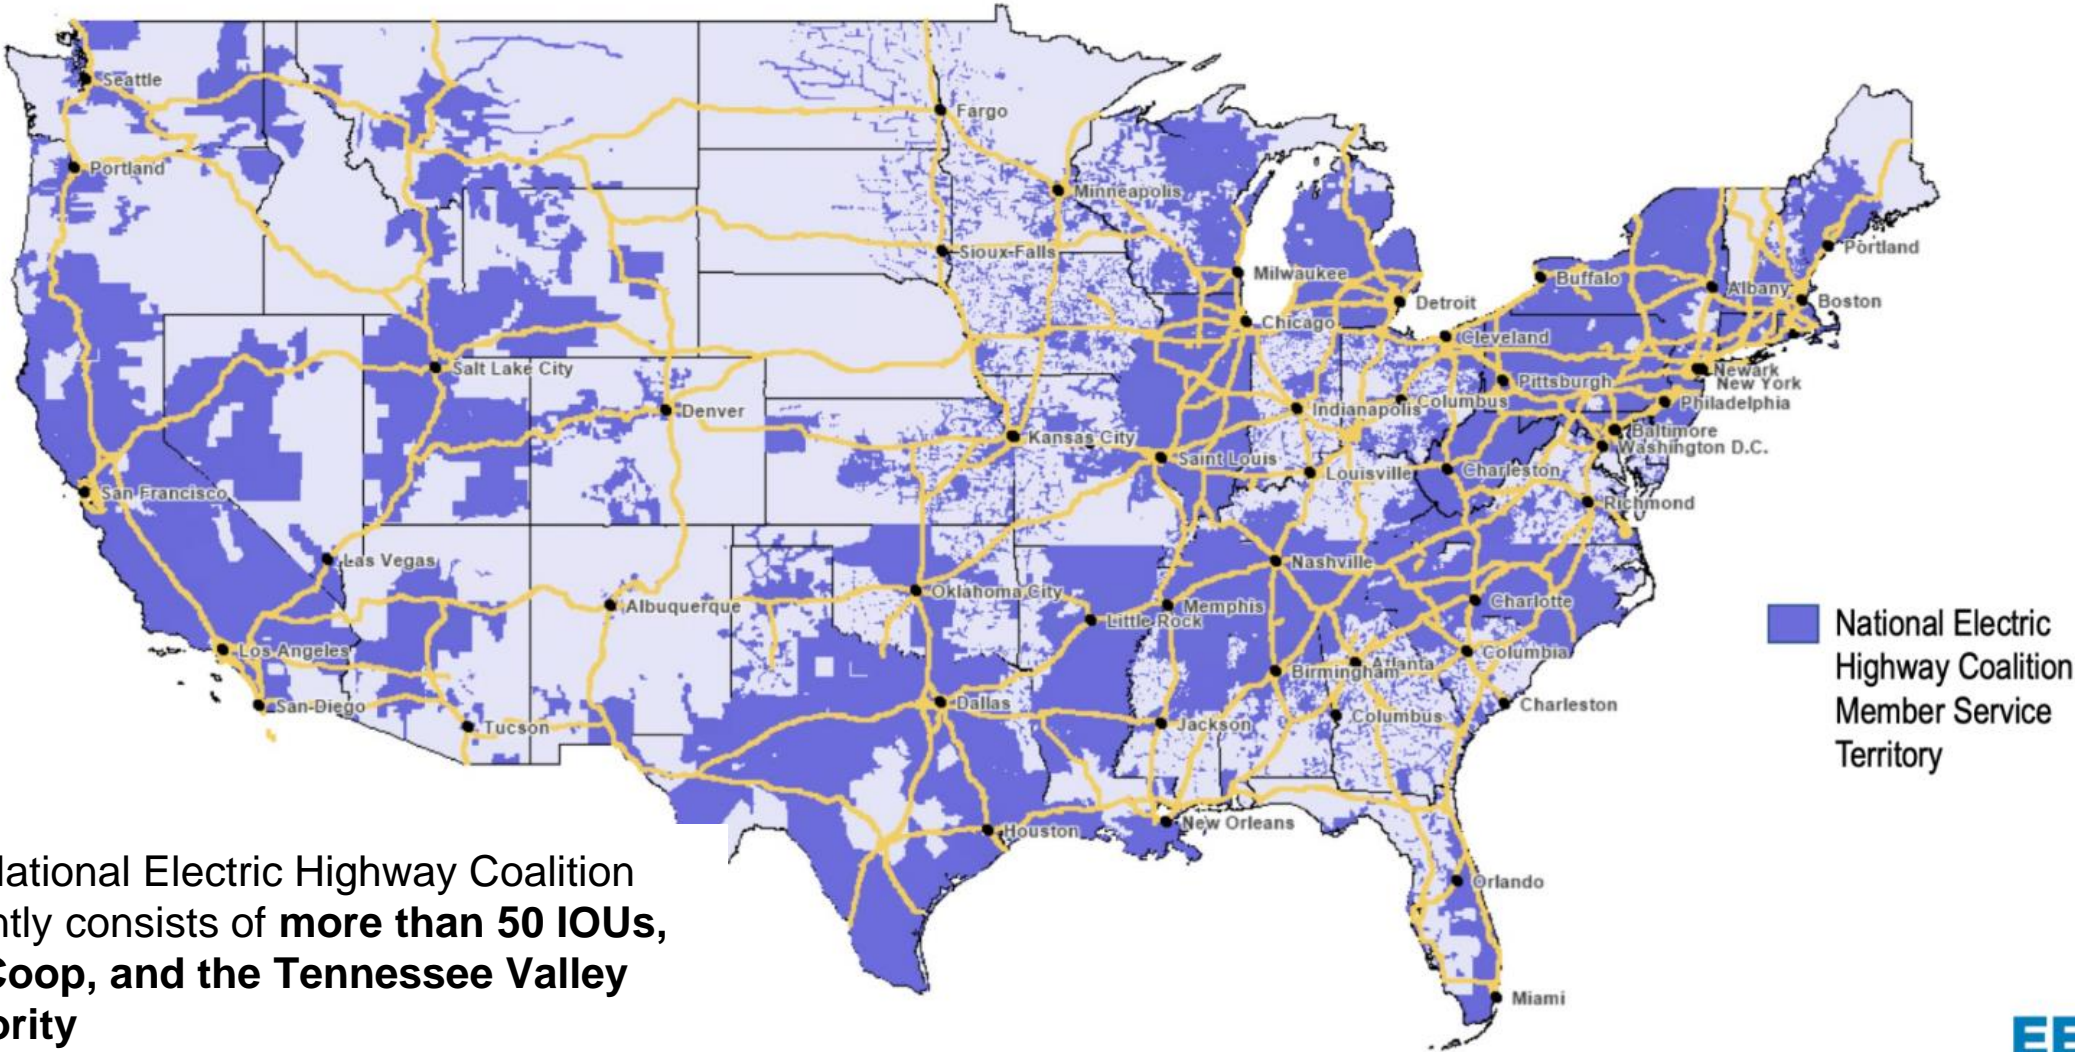 Seattle
Fargo
Portland
Minneapolis
Sioux-Falls
Portland
Milwaukee
Buffalo
Albany
Detroit
Boston
Chicago
Cleveland
Salt Lake City
Newark
Pittsburgh
New York
Denver
Columbus
Philadelphia
Indianapolis
Baltimore
Kansas City
Washington D.C.
Saint Louis
Louisville
Charleston
San Francisco
Richmond
Las Vegas
Nashville
Oklahoma City
Albuquerque
Memphis
Charlotte
Little Rock
Los Angeles
Columbia
Birmingham
Atlanta
San-Diego
Dallas
Charleston
Tucson
Jackson
Columbus
New Orleans
Houston
Orlando
Miami
National Electric
Highway Coalition
Member Service
Territory
National Electric Highway Coalition
ntly consists of more than 50 IOUs,
Coop, and the Tennessee Valley
ority